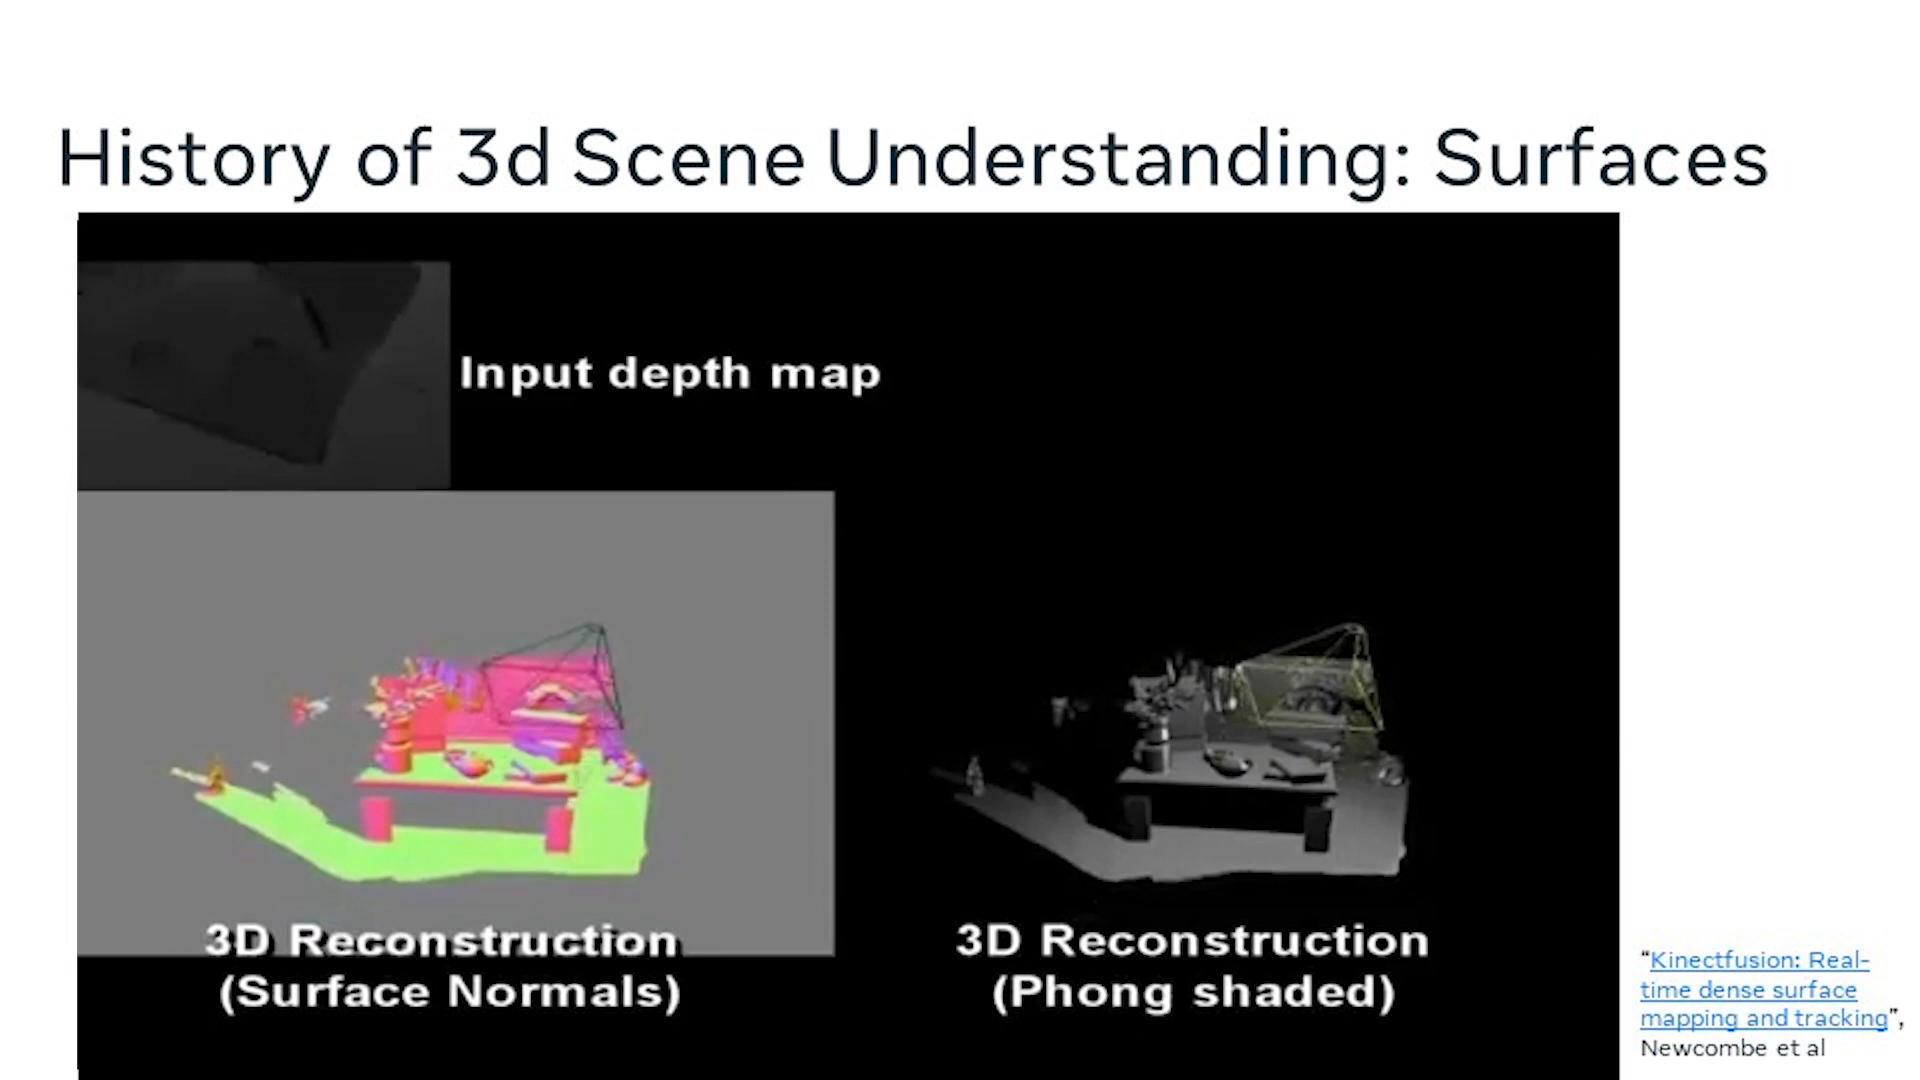 History of 3d Scene Understanding: Surfaces
Input depth map
3D Reconstruction
(Surface Normals)
3D Reconstruction
(Phong shaded)
“Kinectfusion: Real-
time dense surface
mapping and tracking”,
Newcombe et al